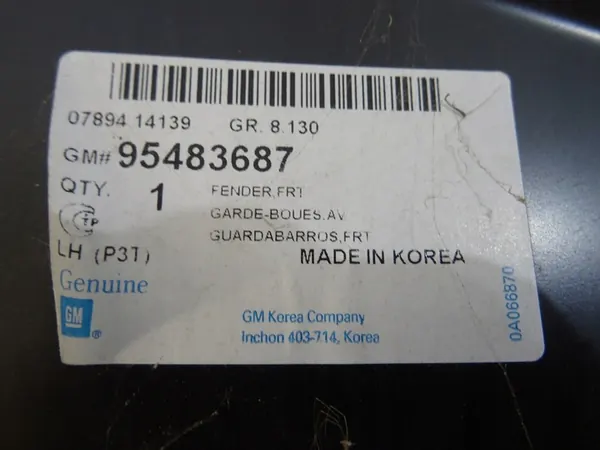 07894 14139 GR. 8.130
GM# 95483687
QTY. 1 FENDER,FRT
GARDE-BOUES,AV
GUARDABARROS,FRT
LH (P3T) MADE IN KOREA
Genuine
GM ®
GM Korea Company
Inchon 403-714, Korea
0A066870